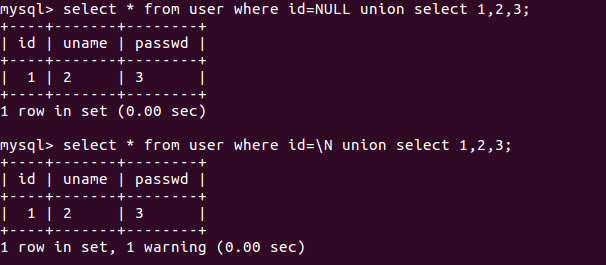 mysql> select * from user where id=NULL union select 1,2,3;
+----+-------+--------+
| id | uname | passwd |
+----+-------+--------+
|  1 | 2     | 3      |
+----+-------+--------+
1 row in set (0.00 sec)

mysql> select * from user where id=\N union select 1,2,3;
+----+-------+--------+
| id | uname | passwd |
+----+-------+--------+
|  1 | 2     | 3      |
+----+-------+--------+
1 row in set, 1 warning (0.00 sec)